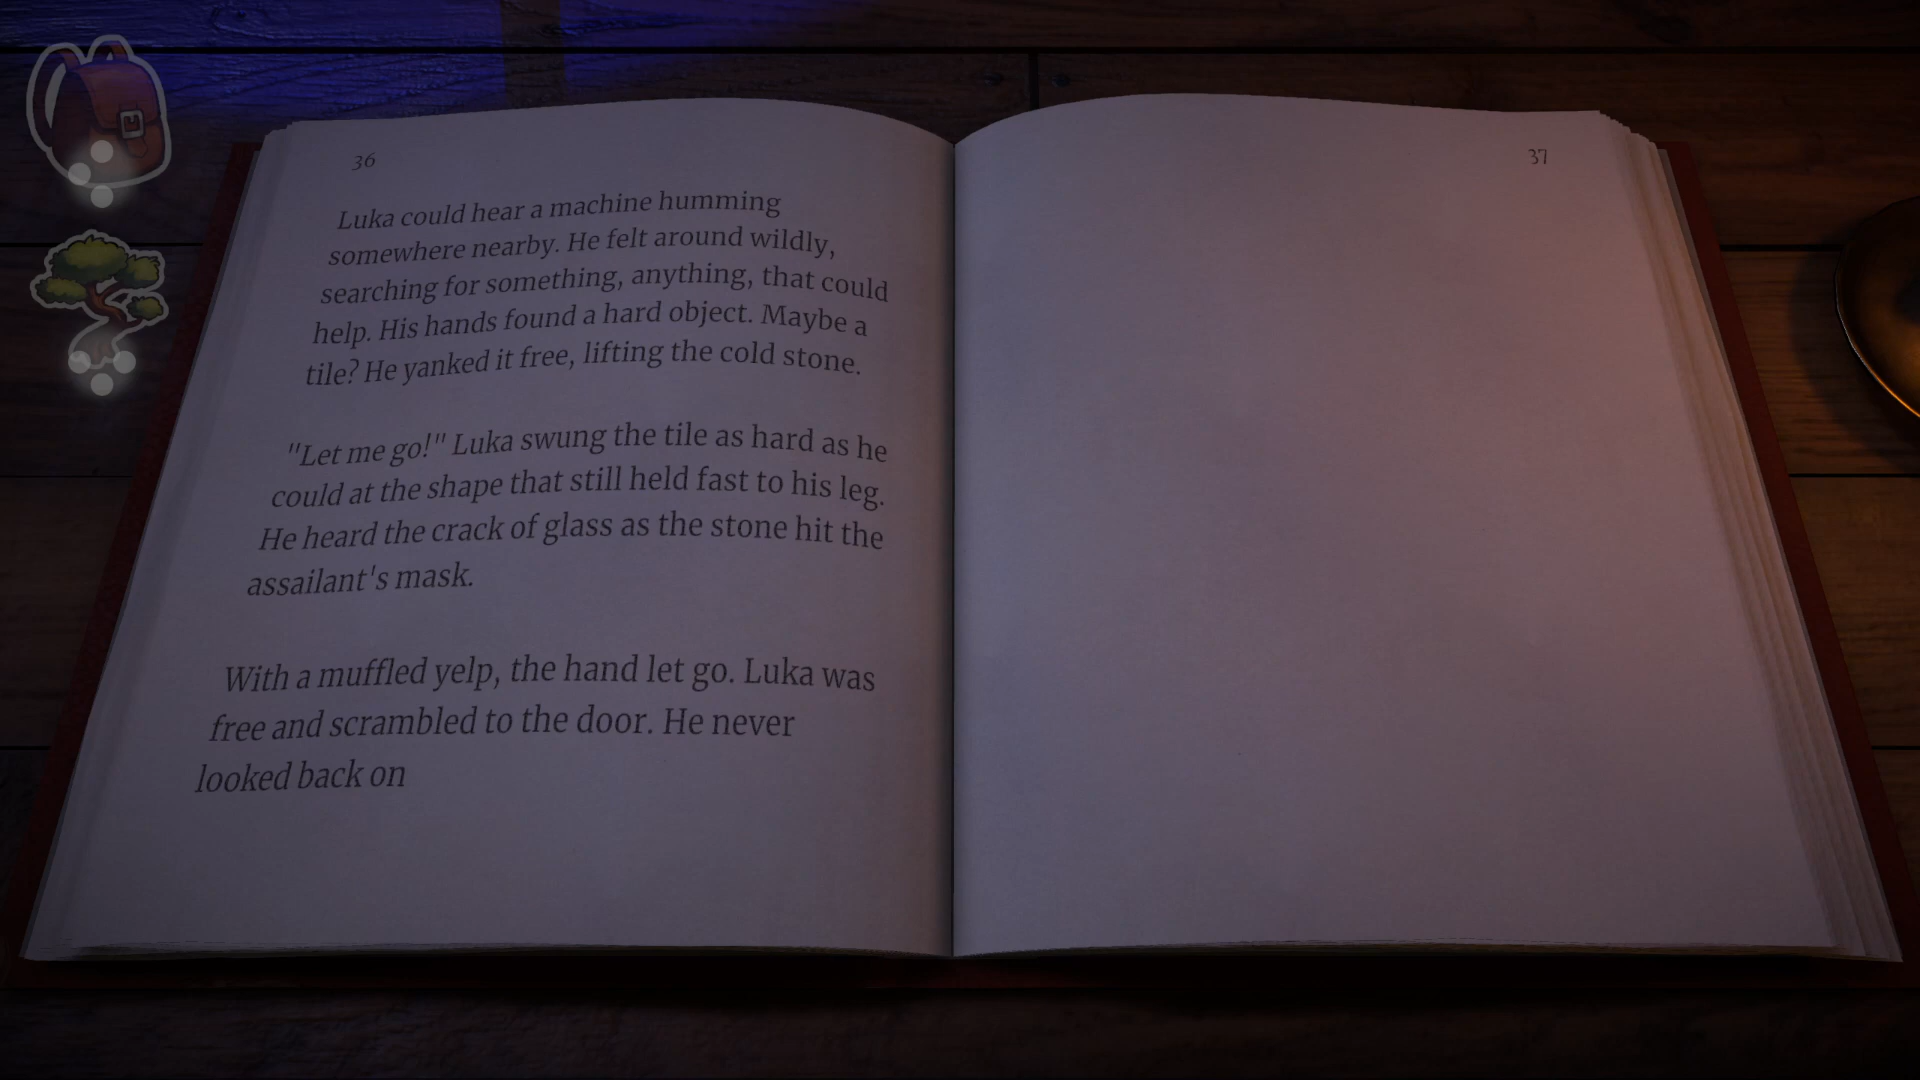 36
Luka could hear a machine humming
somewhere nearby. He felt around wildly,
searching for something, anything, that could
help. His hands found a hard object. Maybe a
tile? He yanked it free, lifting the cold stone.
"Let me go!" Luka swung the tile as hard as he
could at the shape that still held fast to his leg.
He heard the crack of glass as the stone hit the
assailant's mask.
With a muffled yelp, the hand let go. Luka was
free and scrambled to the door. He never
looked back on
37